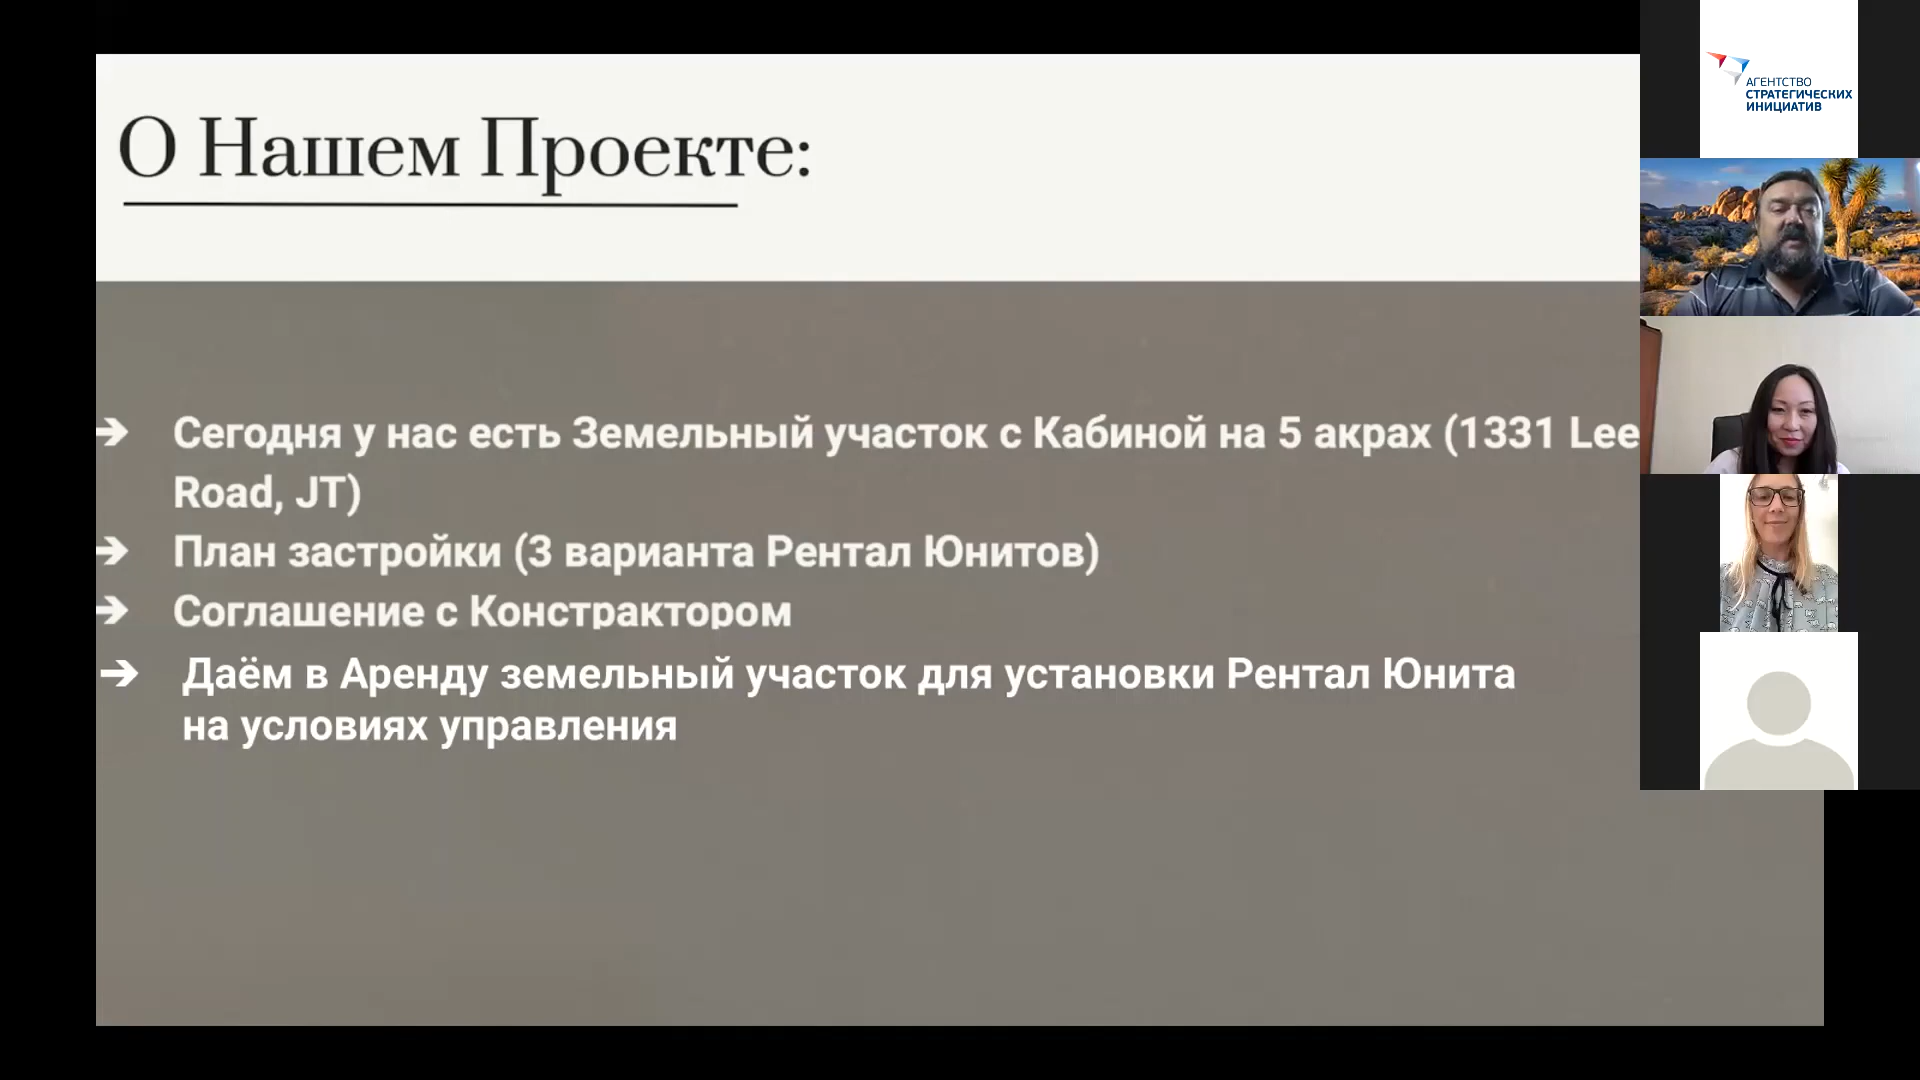 О Нашем Проекте:
➔ Сегодня у нас есть Земельный участок с Кабиной на 5 акрах (1331 Lee
Road, JT)
➔ План застройки (3 варианта Рентал Юнитов)
➔ Соглашение с Констрактором
➔ Даём в Аренду земельный участок для установки Рентал Юнита
на условиях управления
АГЕНТСТВО
СТРАТЕГИЧЕСКИХ
ИНИЦИАТИВ